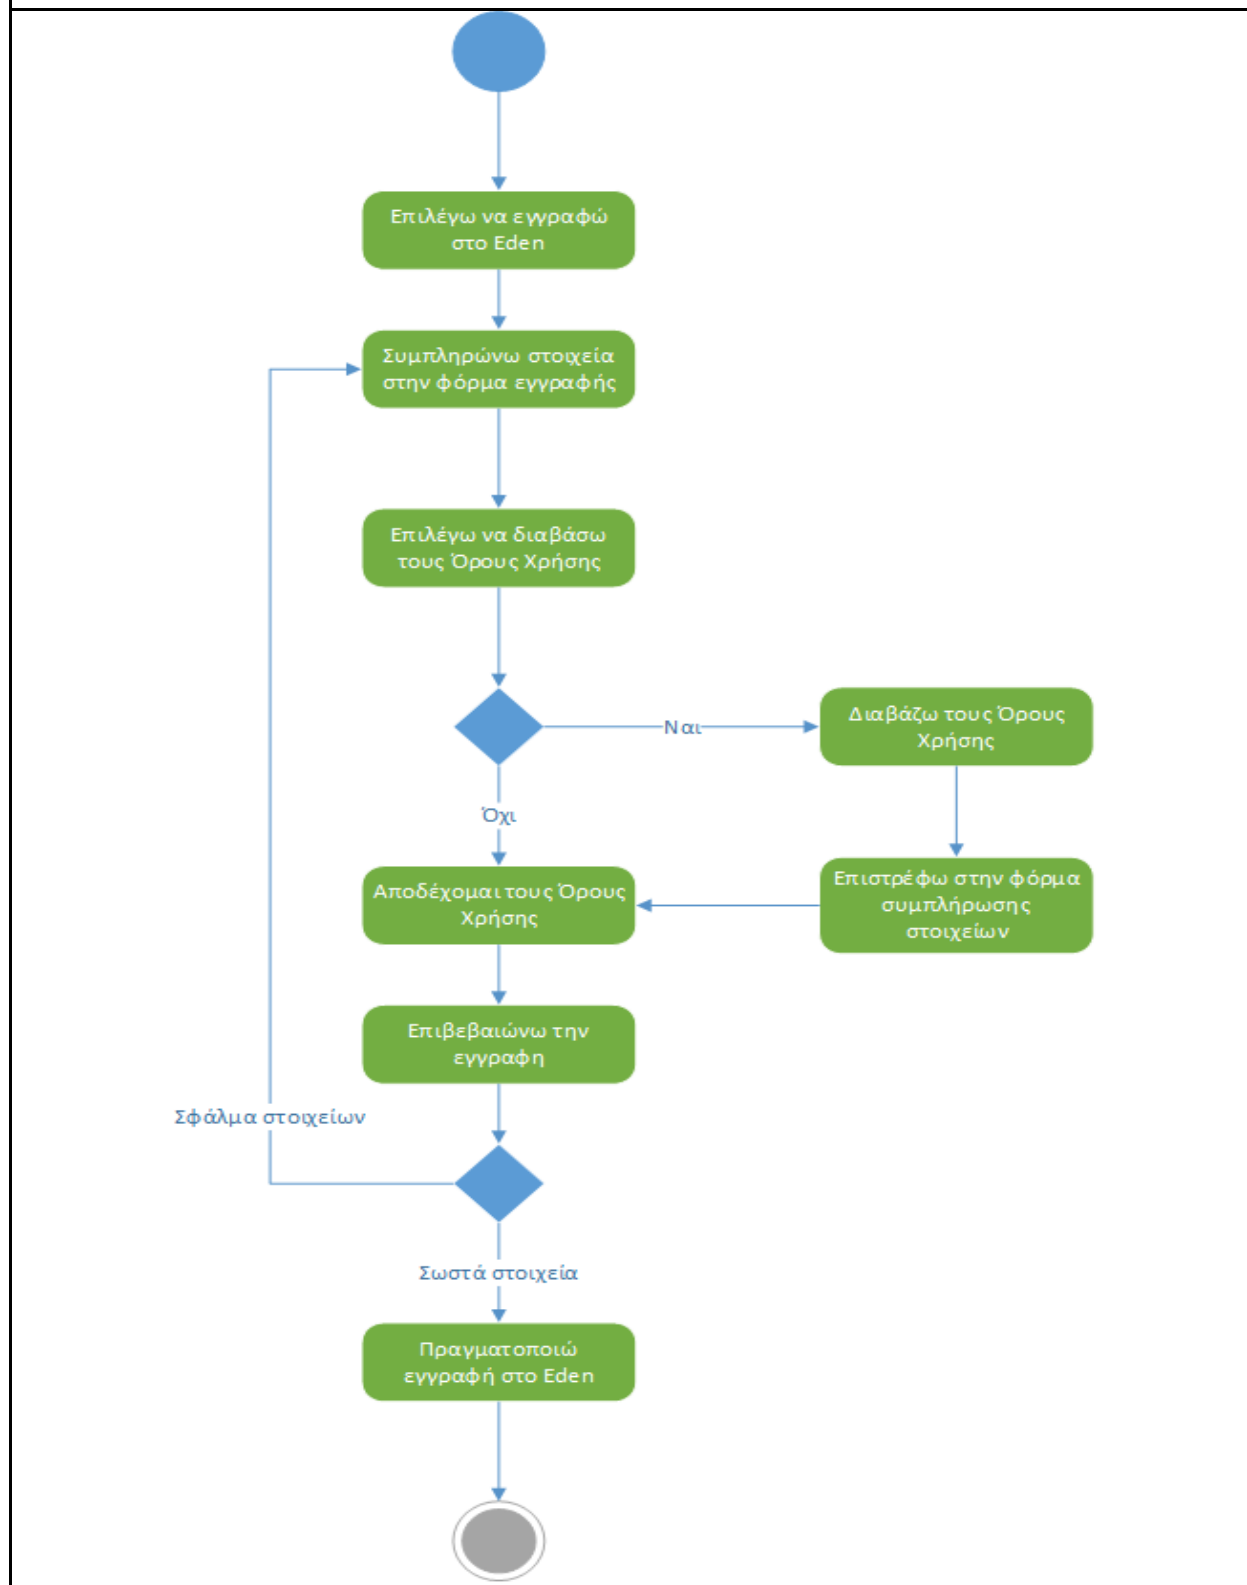 Επιλέγω να εγγραφώ
στο Eden
Συμπληρώνω στοιχεία
στην φόρμα εγγραφής
Επιλέγω να διαβάσω
τους Όρους Χρήσης
Ναι
Διαβάζω τους Όρους
Χρήσης
Όχι
Αποδέχομαι τους Όρους
Χρήσης
Επιστρέφω στην φόρμα
συμπλήρωσης
στοιχείων
Επιβεβαιώνω την
εγγραφη
Σφάλμα στοιχείων
Σωστά στοιχεία
Πραγματοποιώ
εγγραφή στο Eden